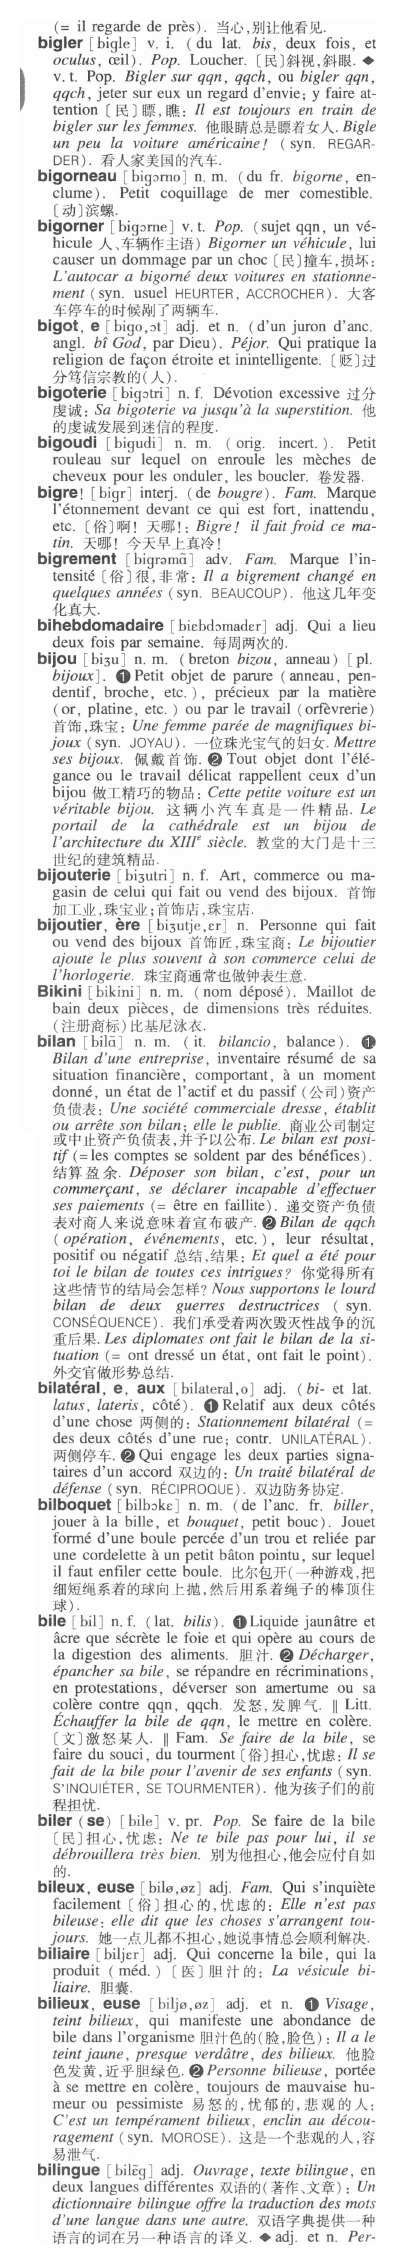 (= il regarde de près). 当心,别让他看见.
bigler [bigle] v. i. (du lat. bis, deux fois, et
oculus, œil). Pop. Loucher. 〔民〕斜视,斜眼. ◆
v. t. Pop. Bigler sur qqn, qqch, ou bigler qqn,
qqch, jeter sur eux un regard d'envie; y faire at-
tention〔民〕瞟,瞧: Il est toujours en train de
bigler sur les femmes. 他眼睛总是瞟着女人. Bigle
un peu la voiture américaine! (syn. REGAR-
DER). 看人家美国的汽车.
bigorneau [bigɔrno] n. m. (du fr. bigorne, en-
clume). Petit coquillage de mer comestible.
〔动〕滨螺.
bigorner [bigɔrne] v. t. Pop. (sujet qqn, un vé-
hicule 人、车辆作主语) Bigorner un véhicule, lui
causer un dommage par un choc〔民〕撞车,损坏:
L'autocar a bigorné deux voitures en stationne-
ment (syn. usuel HEURTER, ACCROCHER). 大客
车停车的时候剐了两辆车.
bigot, e [bigo,ɔt] adj. et n. (d'un juron d'anc.
angl. bî God, par Dieu). Péjor. Qui pratique la
religion de façon étroite et inintelligente. 〔贬〕过
分笃信宗教的(人).
bigoterie [bigɔtri] n. f. Dévotion excessive 过分
虔诚: Sa bigoterie va jusqu'à la superstition. 他
的虔诚发展到迷信的程度.
bigoudi [bigudi] n. m. (orig. incert.). Petit
rouleau sur lequel on enroule les mèches de
cheveux pour les onduler, les boucler. 卷发器.
bigre! [bigr] interj. (de bougre). Fam. Marque
l'étonnement devant ce qui est fort, inattendu,
etc. 〔俗〕啊! 天哪!: Bigre! il fait froid ce ma-
tin. 天哪! 今天早上真冷!
bigrement [bigrəmɑ̃] adv. Fam. Marque l'in-
tensité〔俗〕很,非常: Il a bigrement changé en
quelques années (syn. BEAUCOUP). 他这几年变
化真大.
bihebdomadaire [biebdɔmadɛr] adj. Qui a lieu
deux fois par semaine. 每周两次的.
bijou [biʒu] n. m. (breton bizou, anneau) [pl.
bijoux]. ❶ Petit objet de parure (anneau, pen-
dentif, broche, etc.), précieux par la matière
(or, platine, etc.) ou par le travail (orfèvrerie)
首饰,珠宝: Une femme parée de magnifiques bi-
joux (syn. JOYAU). 一位珠光宝气的妇女. Mettre
ses bijoux. 佩戴首饰. ❷ Tout objet dont l'élé-
gance ou le travail délicat rappellent ceux d'un
bijou 做工精巧的物品: Cette petite voiture est un
véritable bijou. 这辆小汽车真是一件精品. Le
portail de la cathédrale est un bijou de
l'architecture du XIIIᵉ siècle. 教堂的大门是十三
世纪的建筑精品.
bijouterie [biʒutri] n. f. Art, commerce ou ma-
gasin de celui qui fait ou vend des bijoux. 首饰
加工业,珠宝业;首饰店,珠宝店.
bijoutier, ère [biʒutje,ɛr] n. Personne qui fait
ou vend des bijoux 首饰匠,珠宝商: Le bijoutier
ajoute le plus souvent à son commerce celui de
l'horlogerie. 珠宝商通常也做钟表生意.
Bikini [bikini] n. m. (nom déposé). Maillot de
bain deux pièces, de dimensions très réduites.
(注册商标)比基尼泳衣.
bilan [bilɑ̃] n. m. (it. bilancio, balance). ❶
Bilan d'une entreprise, inventaire résumé de sa
situation financière, comportant, à un moment
donné, un état de l'actif et du passif (公司)资产
负债表: Une société commerciale dresse, établit
ou arrête son bilan; elle le publie. 商业公司制定
或中止资产负债表,并予以公布. Le bilan est posi-
tif (= les comptes se soldent par des bénéfices).
结算盈余. Déposer son bilan, c'est, pour un
commerçant, se déclarer incapable d'effectuer
ses paiements (= être en faillite). 递交资产负债
表对商人来说意味着宣布破产. ❷ Bilan de qqch
(opération, événements, etc.), leur résultat,
positif ou négatif 总结,结果: Et quel a été pour
toi le bilan de toutes ces intrigues? 你觉得所有
这些情节的结局会怎样? Nous supportons le lourd
bilan de deux guerres destructrices (syn.
CONSÉQUENCE). 我们承受着两次毁灭性战争的沉
重后果. Les diplomates ont fait le bilan de la si-
tuation (= ont dressé un état, ont fait le point).
外交官做形势总结.
bilatéral, e, aux [bilateral,o] adj. (bi- et lat.
latus, lateris, côté). ❶ Relatif aux deux côtés
d'une chose 两侧的: Stationnement bilatéral (=
des deux côtés d'une rue; contr. UNILATÉRAL).
两侧停车. ❷ Qui engage les deux parties signa-
taires d'un accord 双边的: Un traité bilatéral de
défense (syn. RÉCIPROQUE). 双边防务协定.
bilboquet [bilbɔkɛ] n. m. (de l'anc. fr. biller,
jouer à la bille, et bouquet, petit bouc). Jouet
formé d'une boule percée d'un trou et reliée par
une cordelette à un petit bâton pointu, sur lequel
il faut enfiler cette boule. 比尔包开(一种游戏,把
细短绳系着的球向上抛,然后用系着绳子的棒顶住
球).
bile [bil] n. f. (lat. bilis). ❶ Liquide jaunâtre et
âcre que sécrète le foie et qui opère au cours de
la digestion des aliments. 胆汁. ❷ Décharger,
épancher sa bile, se répandre en récriminations,
en protestations, déverser son amertume ou sa
colère contre qqn, qqch. 发怒,发脾气. ‖ Litt.
Échauffer la bile de qqn, le mettre en colère.
〔文〕激怒某人. ‖ Fam. Se faire de la bile, se
faire du souci, du tourment〔俗〕担心,忧虑: Il se
fait de la bile pour l'avenir de ses enfants (syn.
S'INQUIÉTER, SE TOURMENTER). 他为孩子们的前
程担忧.
biler (se) [bile] v. pr. Pop. Se faire de la bile
〔民〕担心,忧虑: Ne te bile pas pour lui, il se
débrouillera très bien. 别为他担心,他会应付自如
的.
bileux, euse [bilø,øz] adj. Fam. Qui s'inquiète
facilement〔俗〕担心的,忧虑的: Elle n'est pas
bileuse: elle dit que les choses s'arrangent tou-
jours. 她一点儿都不担心,她说事情总会顺利解决.
biliaire [biljɛr] adj. Qui concerne la bile, qui la
produit (méd.)〔医〕胆汁的: La vésicule bi-
liaire. 胆囊.
bilieux, euse [biljø,øz] adj. et n. ❶ Visage,
teint bilieux, qui manifeste une abondance de
bile dans l'organisme 胆汁色的(脸,脸色): Il a le
teint jaune, presque verdâtre, des bilieux. 他脸
色发黄,近乎胆绿色. ❷ Personne bilieuse, portée
à se mettre en colère, toujours de mauvaise hu-
meur ou pessimiste 易怒的,忧郁的,悲观的人:
C'est un tempérament bilieux, enclin au décou-
ragement (syn. MOROSE). 这是一个悲观的人,容
易泄气.
bilingue [bilɛ̃g] adj. Ouvrage, texte bilingue, en
deux langues différentes 双语的(著作、文章): Un
dictionnaire bilingue offre la traduction des mots
d'une langue dans une autre. 双语字典提供一种
语言的词在另一种语言的译义. ◆ adj. et n. Per-